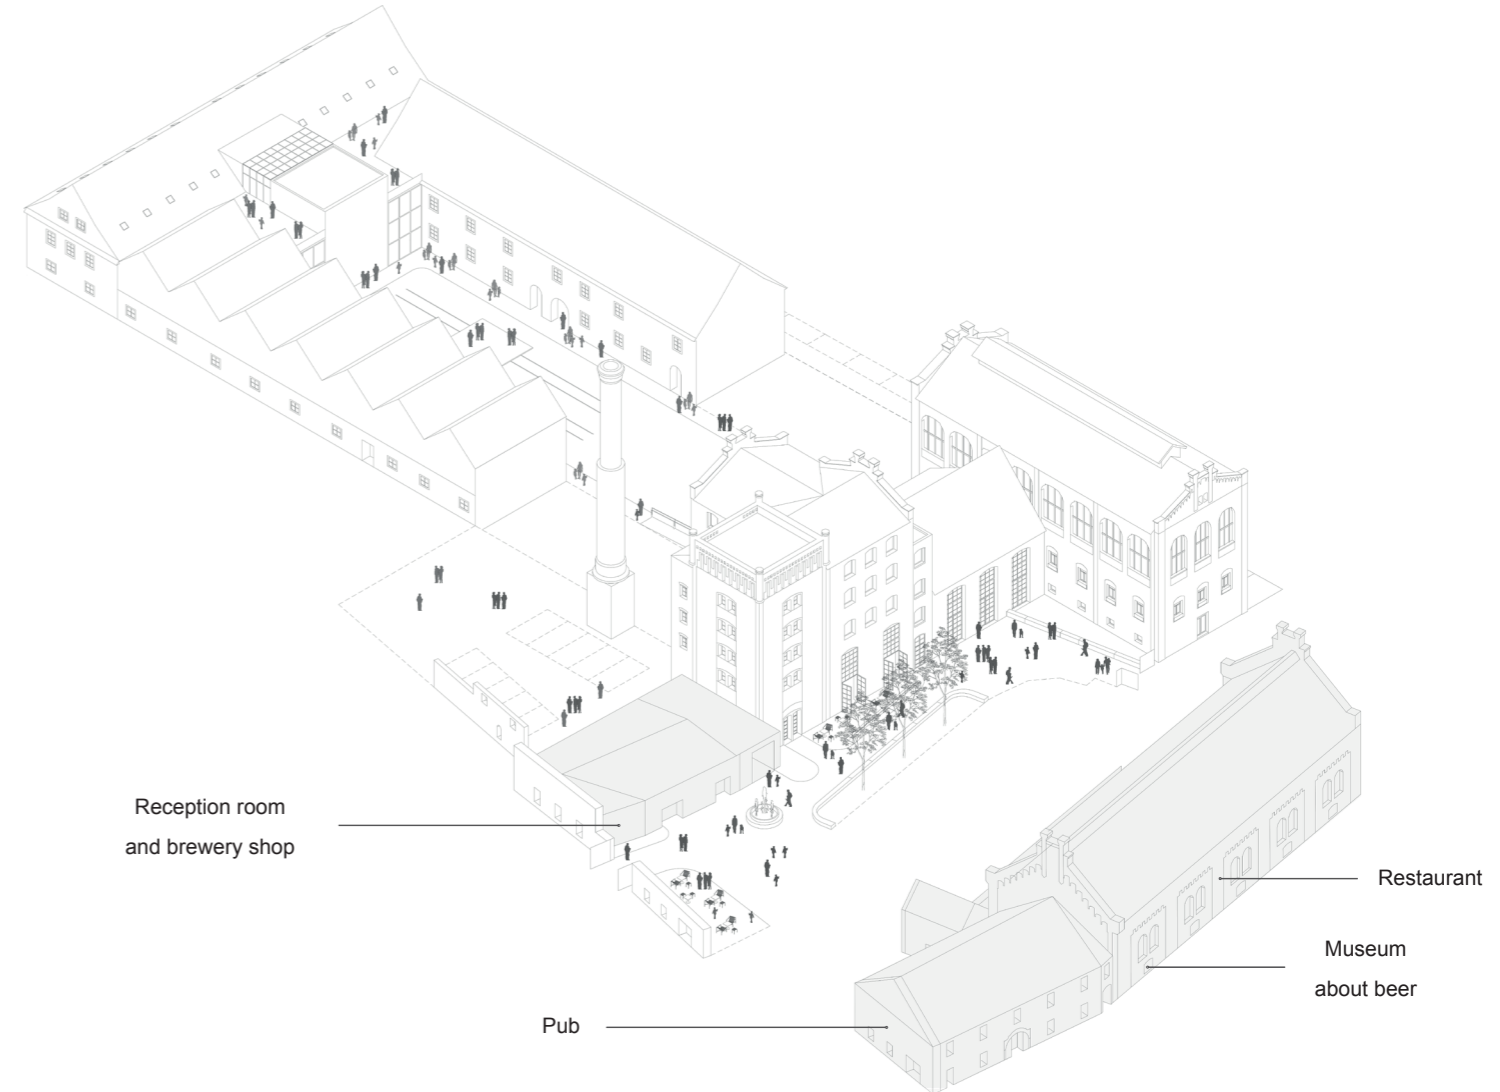 Reception room
and brewery shop
Restaurant
Museum
about beer
Pub